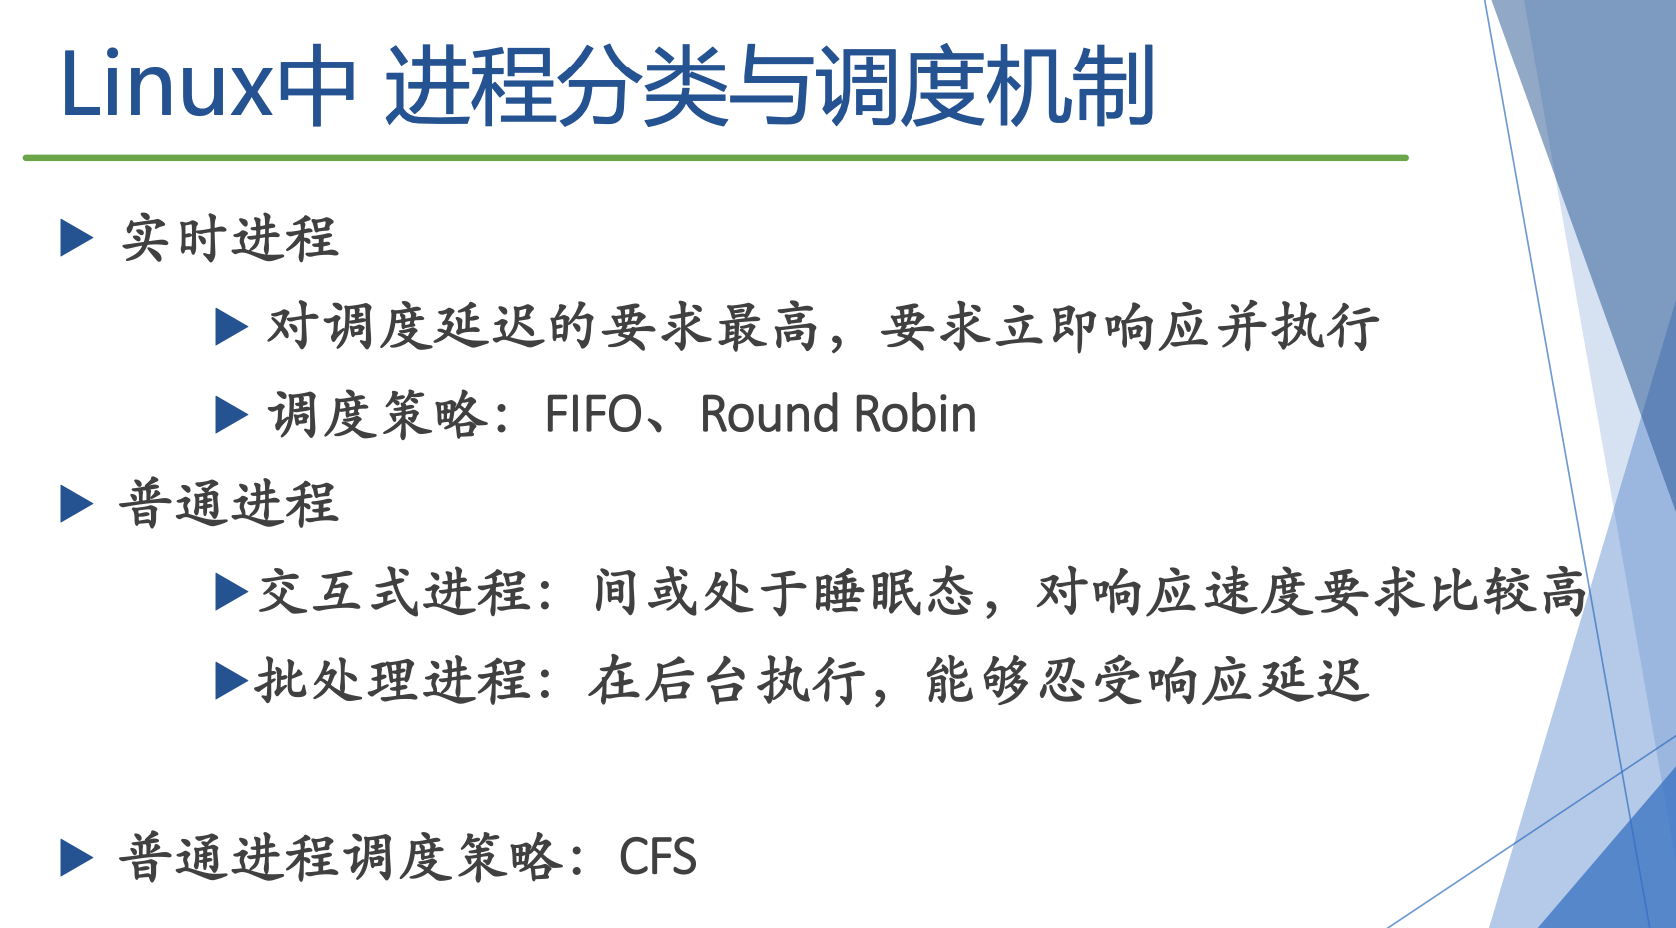 Linux中 进程分类与调度机制
实时进程
对调度延迟的要求最高，要求立即响应并执行
调度策略：FIFO、Round Robin
普通进程
交互式进程：间或处于睡眠态，对响应速度要求比较高
批处理进程：在后台执行，能够忍受响应延迟
普通进程调度策略：CFS